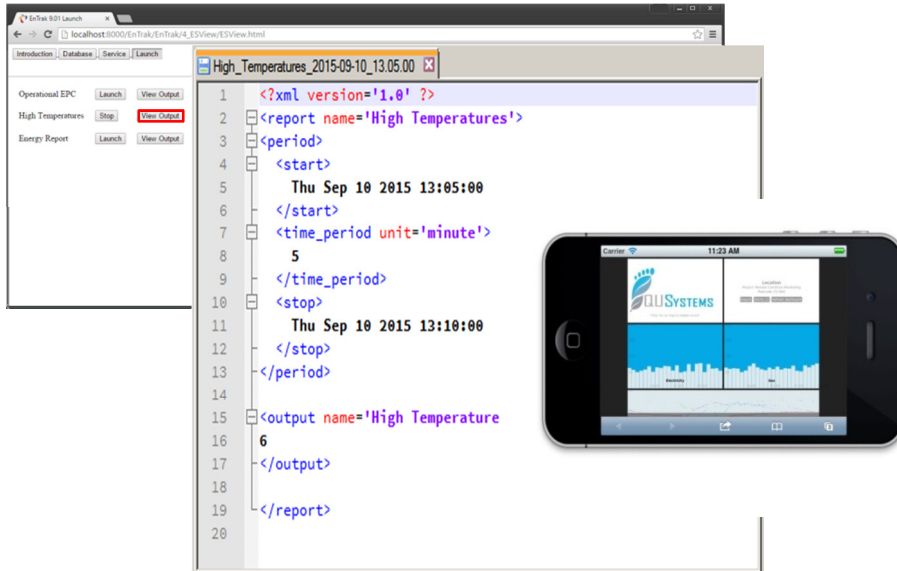 EnTrak 9.01 Launch
localhost:8000/EnTrak/EnTrak/4_ESView/ESView.html
Introduction Database Service Launch
Operational EPC Launch View Output
High Temperatures Stop View Output
Energy Report Launch View Output
High_Temperatures_2015-09-10_13.05.00
1 <?xml version='1.0' ?>
2 <report name='High Temperatures'>
3 <period>
4 <start>
5 Thu Sep 10 2015 13:05:00
6 </start>
7 <time_period unit='minute'>
8 5
9 </time_period>
10 <stop>
11 Thu Sep 10 2015 13:10:00
12 </stop>
13 </period>
14
15 <output name='High Temperature
16 6
17 </output>
18
19 </report>
20
Carrier 11:23 AM
QUSYSTEMS
Location
Electricity
Gas